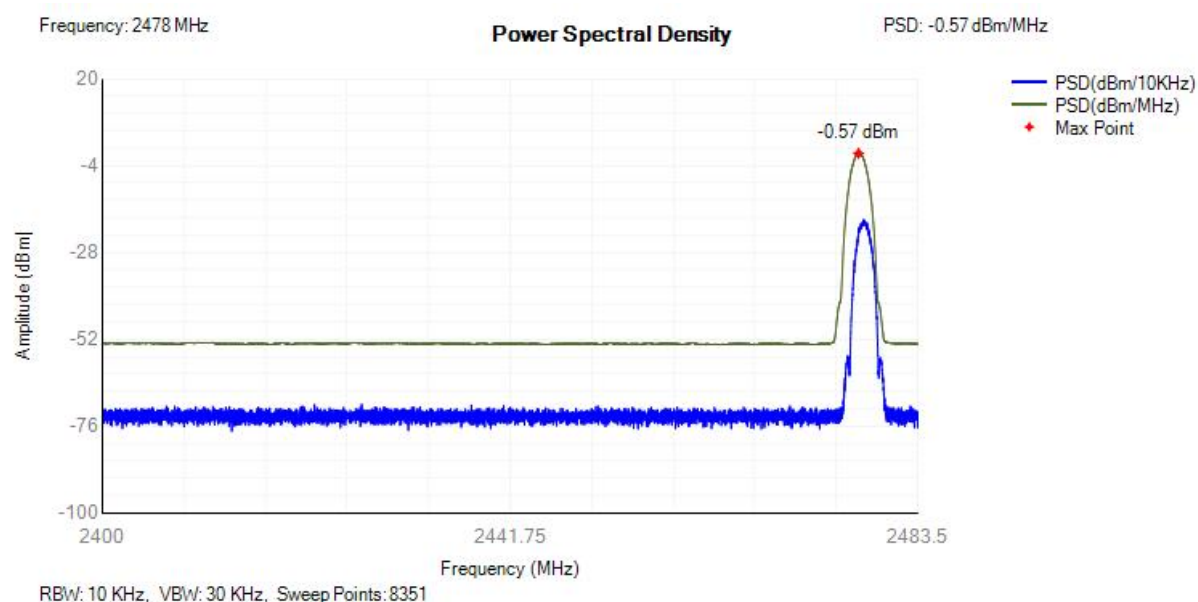 Frequency: 2478 MHz
Power Spectral Density
PSD: -0.57 dBm/MHz
PSD(dBm/10KHz)
PSD(dBm/MHz)
Max Point
-0.57 dBm
20
-4
-28
-52
-76
-100
Amplitude (dBm)
2400
2441.75
2483.5
Frequency (MHz)
RBW: 10 KHz, VBW: 30 KHz, Sweep Points: 8351